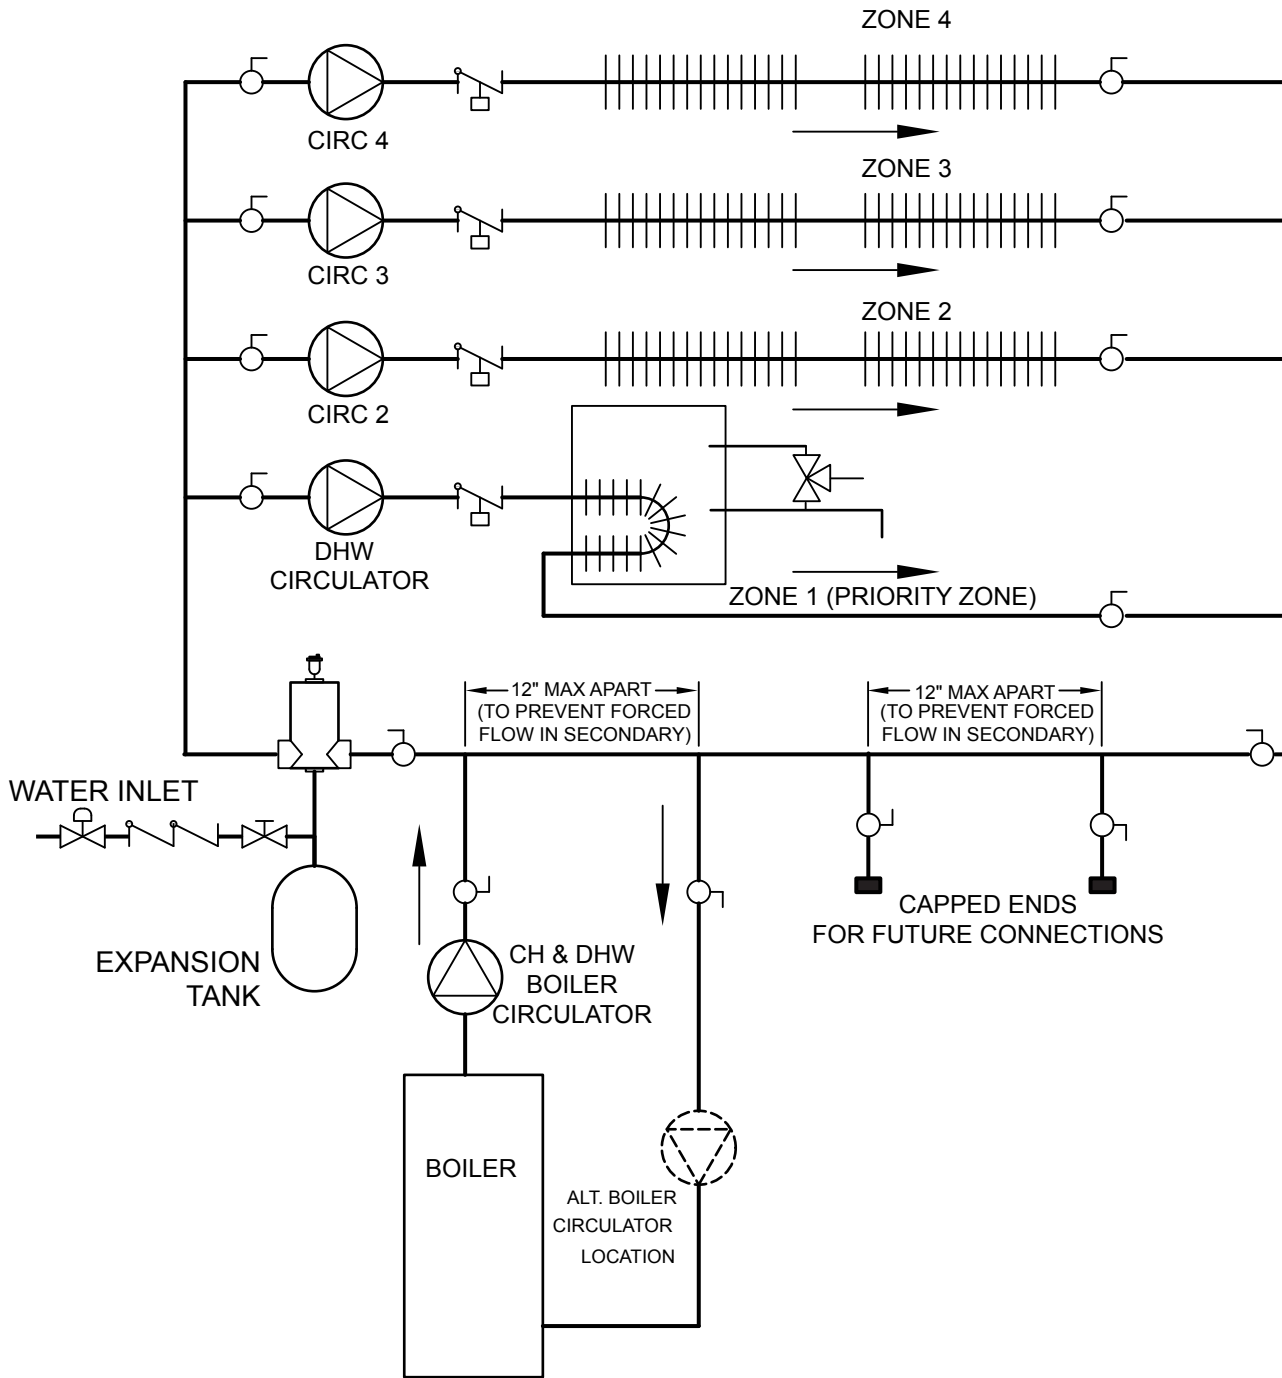 ZONE 4
CIRC 4
ZONE 3
CIRC 3
ZONE 2
CIRC 2
DHW
CIRCULATOR
ZONE 1 (PRIORITY ZONE)
12" MAX APART
(TO PREVENT FORCED
FLOW IN SECONDARY)
12" MAX APART
(TO PREVENT FORCED
FLOW IN SECONDARY)
WATER INLET
EXPANSION
TANK
CH & DHW
BOILER
CIRCULATOR
CAPPED ENDS
FOR FUTURE CONNECTIONS
BOILER
ALT. BOILER
CIRCULATOR
LOCATION